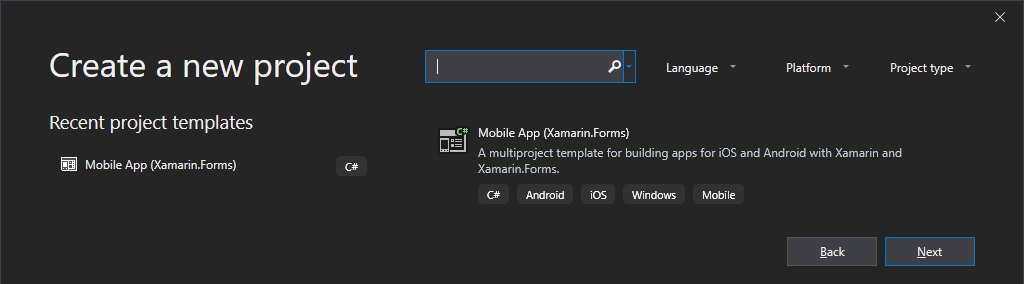 Create a new project
Language
Platform
Project type
Recent project templates
Mobile App (Xamarin.Forms)
C#
C#
Mobile App (Xamarin.Forms)
A multiproject template for building apps for iOS and Android with Xamarin and
Xamarin.Forms.
C#
Android
iOS
Windows
Mobile
Back
Next